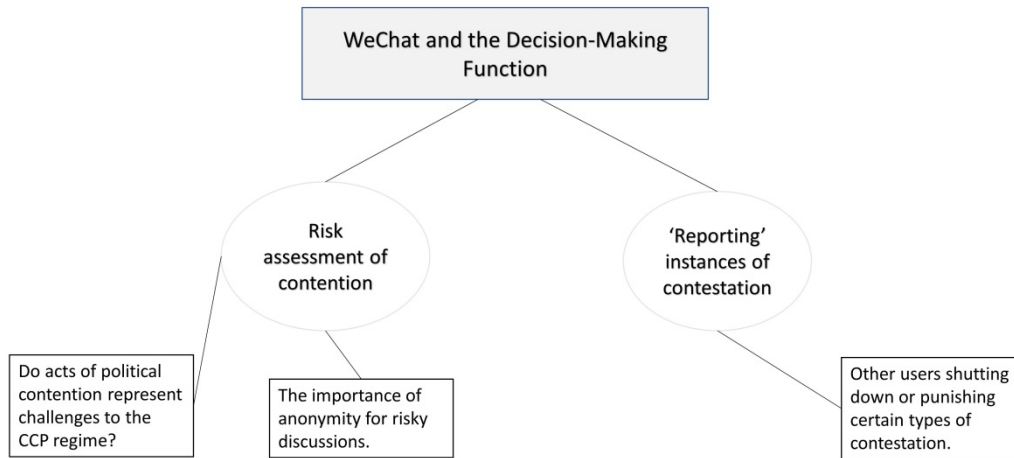 WeChat and the Decision-Making
Function
Risk
assessment of
contention
‘Reporting’
instances of
contestation
Do acts of political
contention represent
challenges to the
CCP regime?
The importance of
anonymity for risky
discussions.
Other users shutting
down or punishing
certain types of
contestation.